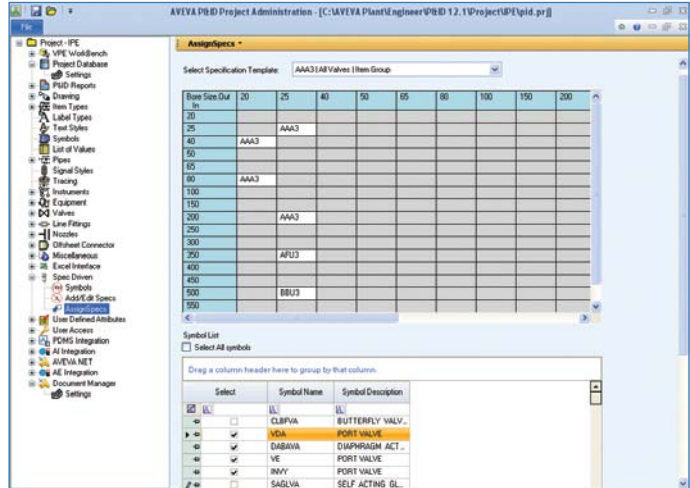 AVEVA P&ID Project Administration - [C:\AVEVA Plant\Engineer\P&ID 12.1\Project\IPE\pid.prj]
File
Project - IPE
VPE WorkBench
Project Database
Settings
PMD Reports
Drawing
Item Types
Label Types
Text Styles
Symbols
List of Values
Pipes
Signal Styles
Tracing
Instruments
Equipment
Valves
Line Fittings
Nozzles
Offsheet Connector
Miscellaneous
Excel Interface
Spec Driven
Symbols
Add/Edit Specs
AssignSpecs
User Defined Attributes
User Access
PDMS Integration
AI Integration
AVEVA NET
AE Integration
Document Manager
Settings
AssignSpecs
Select Specification Template: AAA3 | All Valves | Item Group
Bore Size Out 20 25 40 50 65 80 100 150 200
In
20
25 AAA3
40 AAA3
50
65
80 AAA3
100
150
200 AAA3
250
300
350 AFU3
400
450
500 BBU3
550
Symbol List
Select All symbols
Drag a column header here to group by that column.
Select Symbol Name Symbol Description
CLBFVA BUTTERFLY VALV...
VDA PORT VALVE
DABAVA DIAPHRAGM ACT...
VE PORT VALVE
INVY PORT VALVE
SAGLVA SELF ACTING GL...